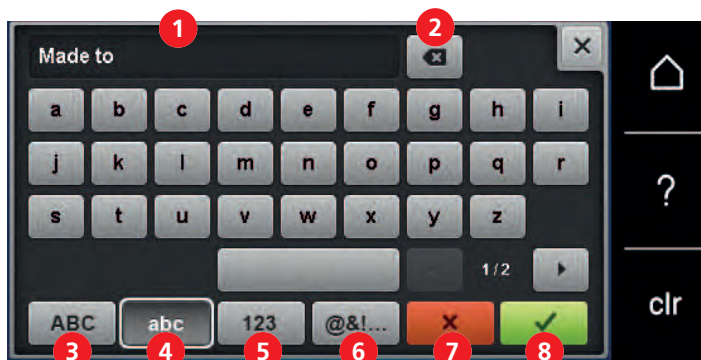 1 2
Made to
a b c d e f g h i
j k l m n o p q r
s t u v w x y z
1/2
ABC abc 123 @&!...
3 4 5 6 7 8
?
clr